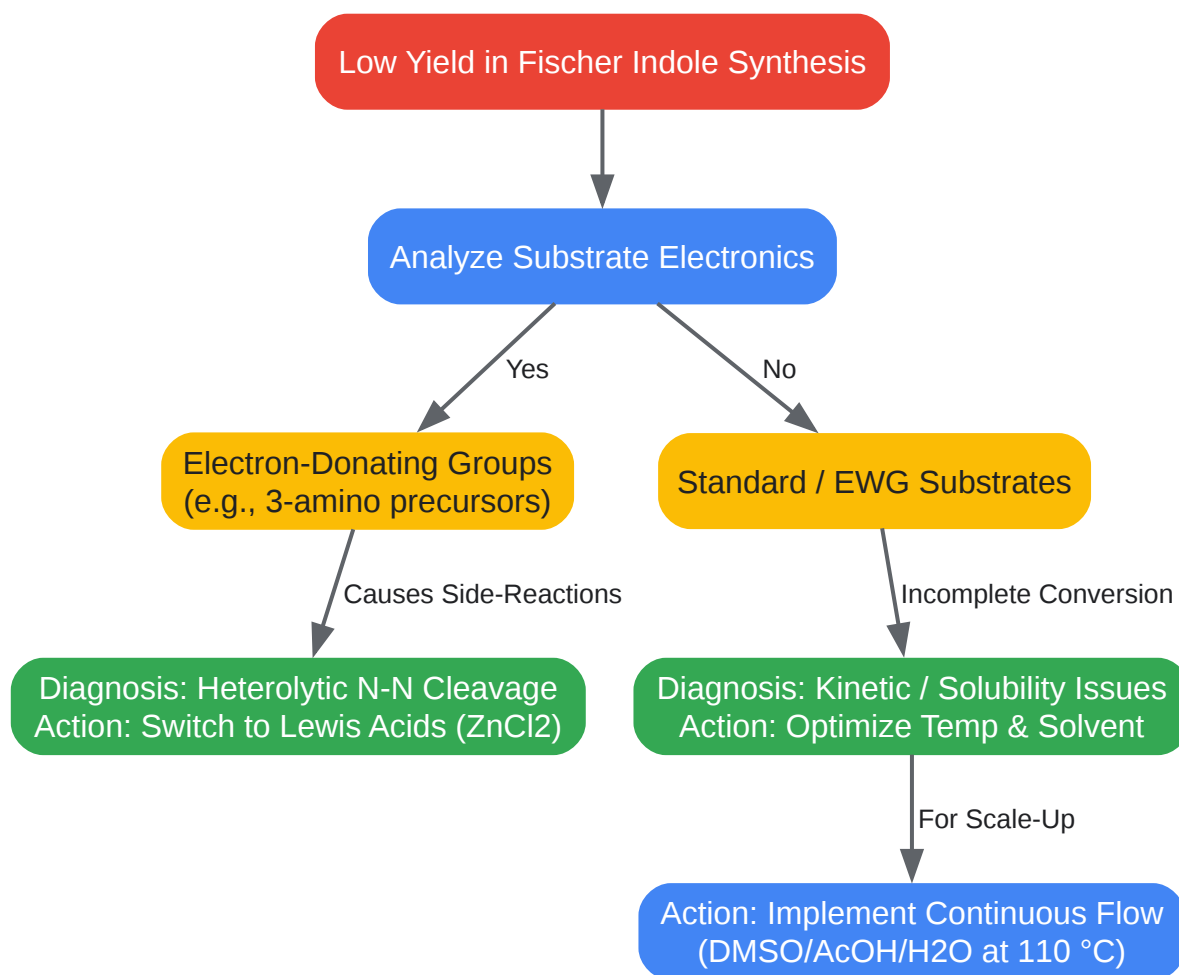 Low Yield in Fischer Indole Synthesis
Analyze Substrate Electronics
Yes
No
Electron-Donating Groups
(e.g., 3-amino precursors)
Standard / EWG Substrates
Causes Side-Reactions
Incomplete Conversion
Diagnosis: Heterolytic N-N Cleavage
Action: Switch to Lewis Acids (ZnCl2)
Diagnosis: Kinetic / Solubility Issues
Action: Optimize Temp & Solvent
For Scale-Up
Action: Implement Continuous Flow
(DMSO/AcOH/H2O at 110 °C)